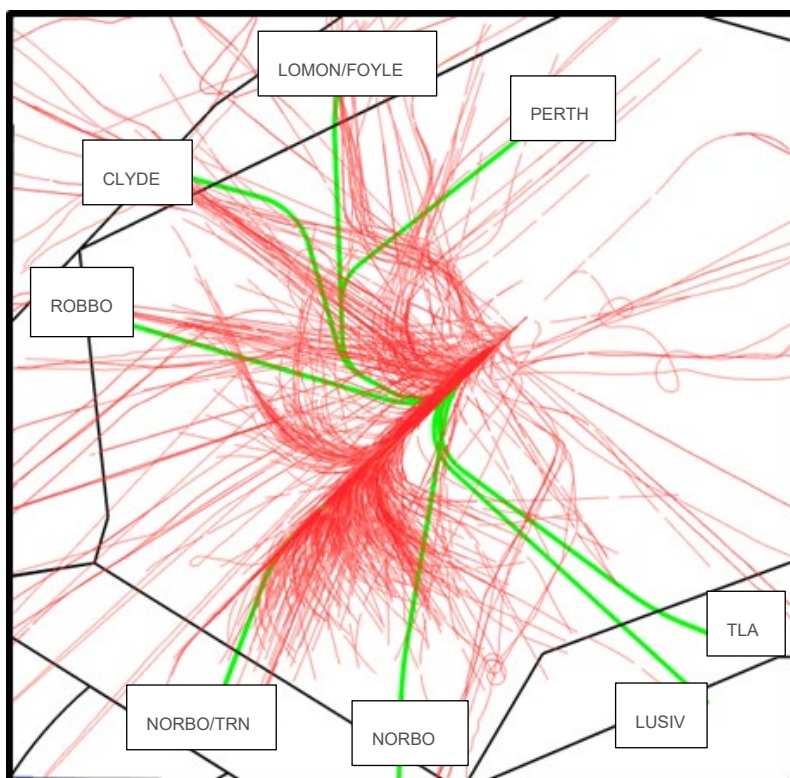 LOMON/FOYLE
PERTH
CLYDE
ROBBO
TLA
NORBO/TRN
NORBO
LUSIV